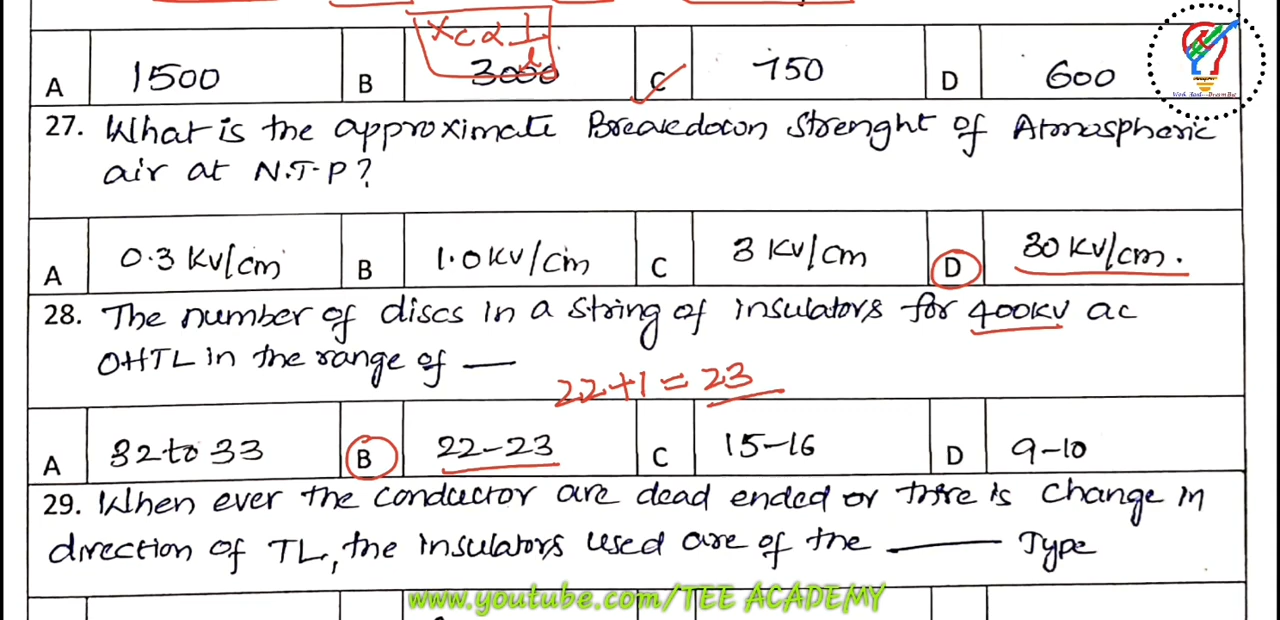 Xc α 1/l
A 1500 B 3000 C 750 D 600
27. What is the approximate Breakdown Strenght of Atmospheric
air at N.T.P?
A 0.3 KV/cm B 1.0 KV/cm C 3 KV/cm D 30 KV/cm.
28. The number of discs in a string of insulators for 400KV ac
OHTL in the range of —
22+1 = 23
A 32 to 33 B 22-23 C 15-16 D 9-10
29. When ever the conductor are dead ended or there is change in
direction of TL, the insulators used are of the ——— Type
www.youtube.com/TEE ACADEMY